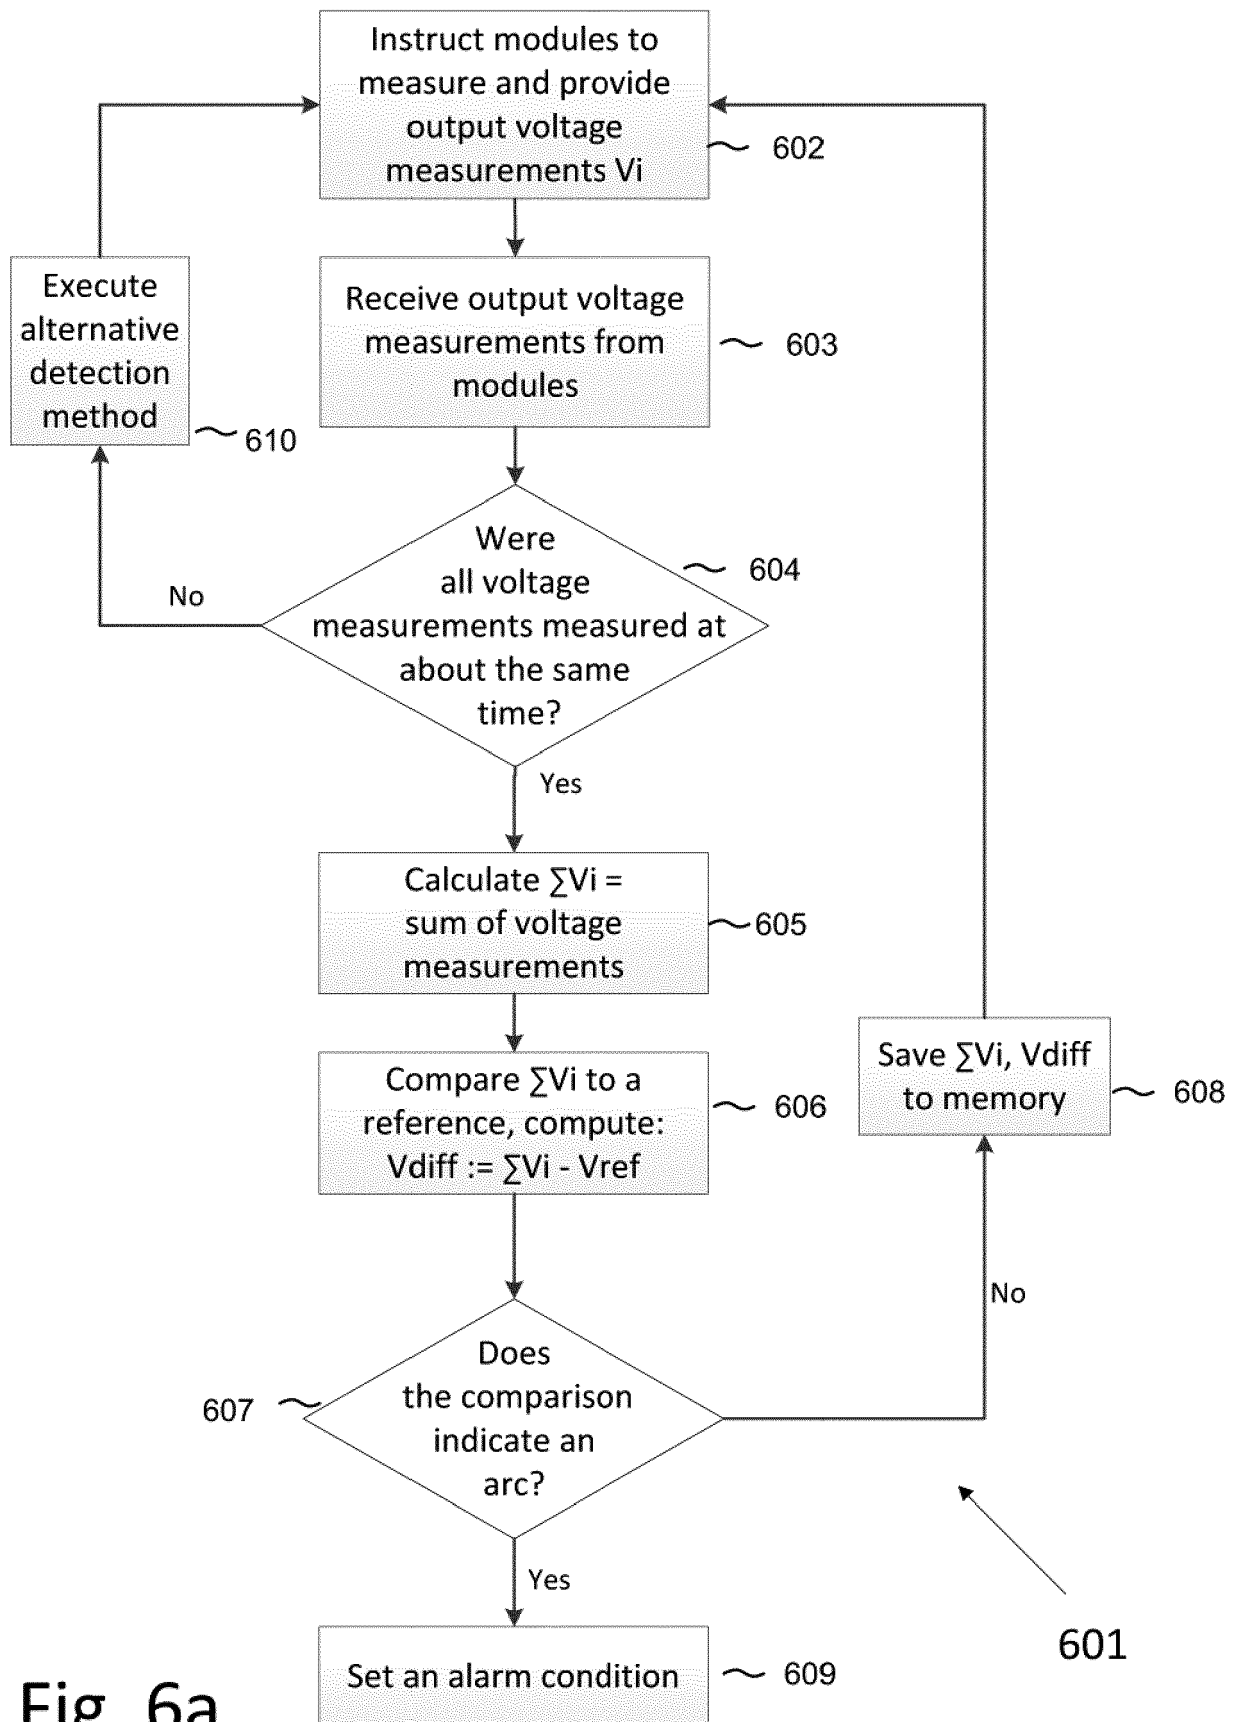 Instruct modules to
measure and provide
output voltage
measurements Vi
602
Execute
alternative
detection
method
610
Receive output voltage
measurements from
modules
603
Were
all voltage
measurements measured at
about the same
time?
604
No
Yes
Calculate ∑Vi =
sum of voltage
measurements
605
Compare ∑Vi to a
reference, compute:
Vdiff := ∑Vi - Vref
606
Save ∑Vi, Vdiff
to memory
608
No
Does
the comparison
indicate an
arc?
607
Yes
601
Set an alarm condition
609
Fig. 6a